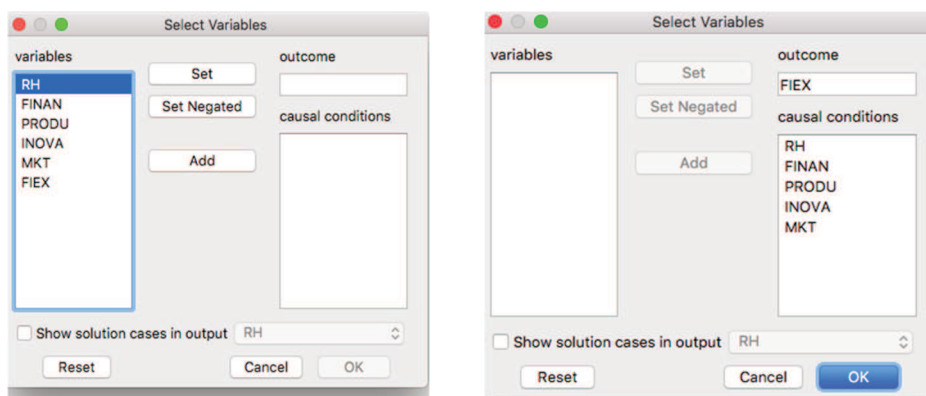 Select Variables
variables
RH
FINAN
PRODU
INOVA
MKT
FIEX
Set
Set Negated
Add
outcome
causal conditions
Show solution cases in output RH
Reset Cancel OK
Select Variables
variables
Set
Set Negated
Add
outcome
FIEX
causal conditions
RH
FINAN
PRODU
INOVA
MKT
Show solution cases in output RH
Reset Cancel OK